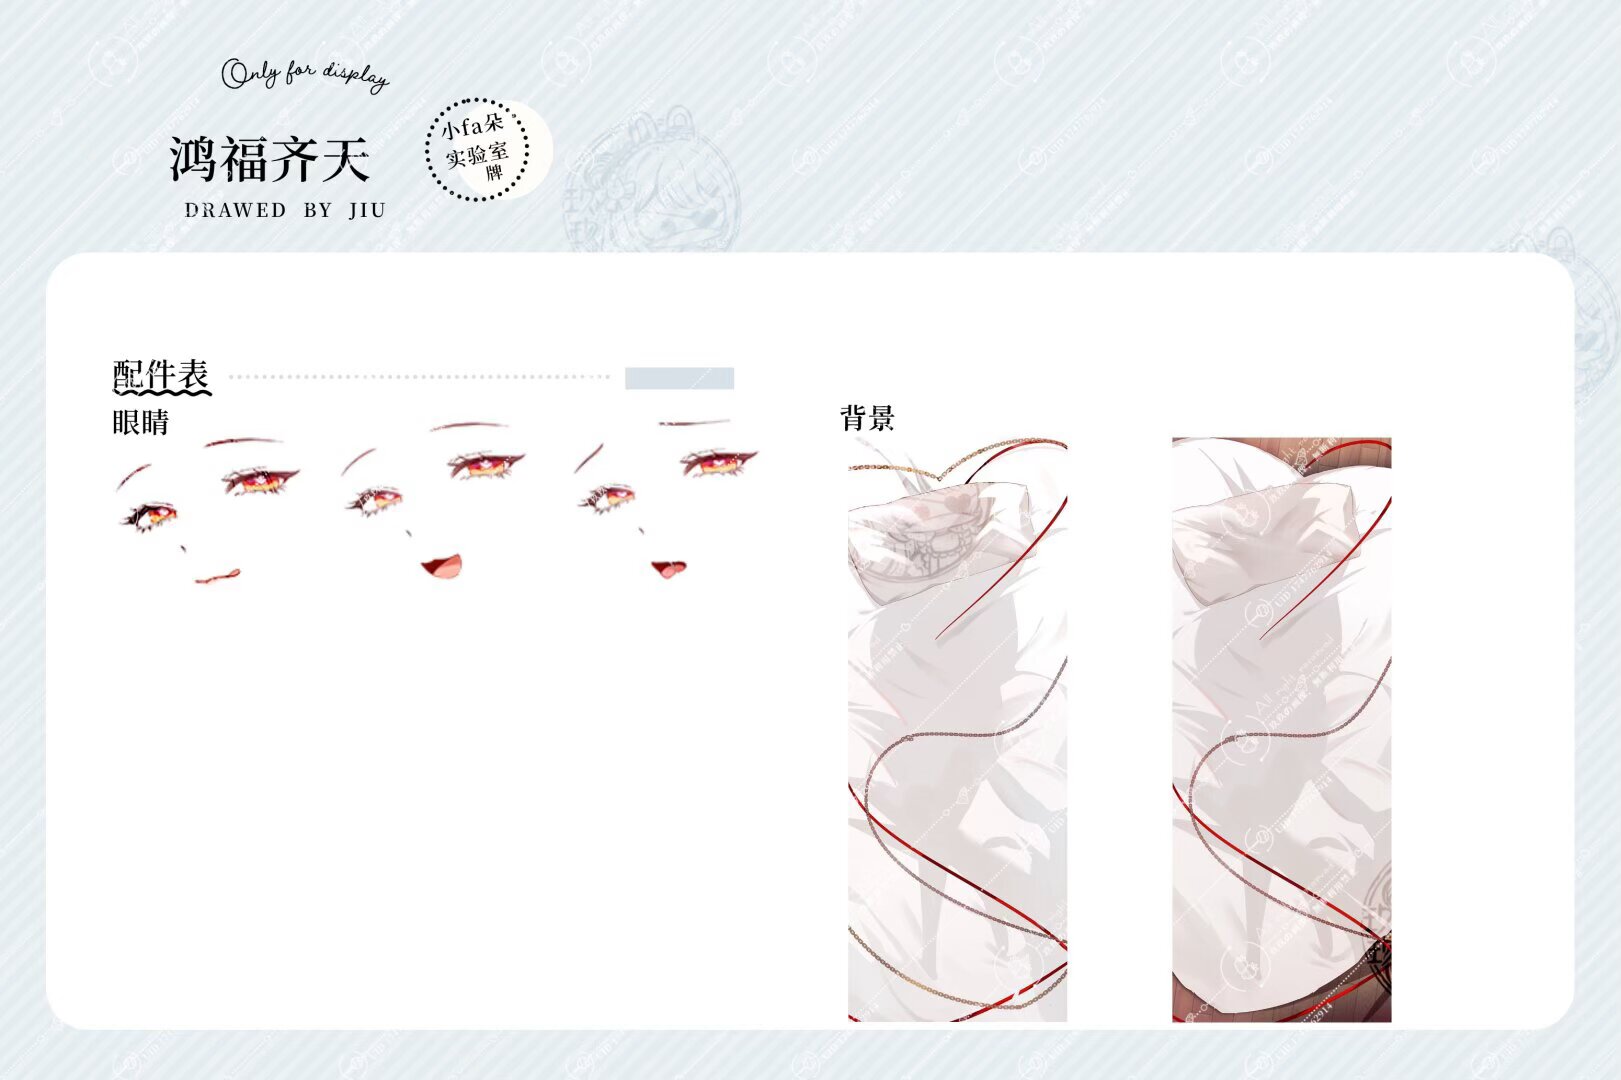 Only for display
鸿福齐天
小fa朵
实验室
牌
DRAWED BY JIU
配件表
眼睛
背景